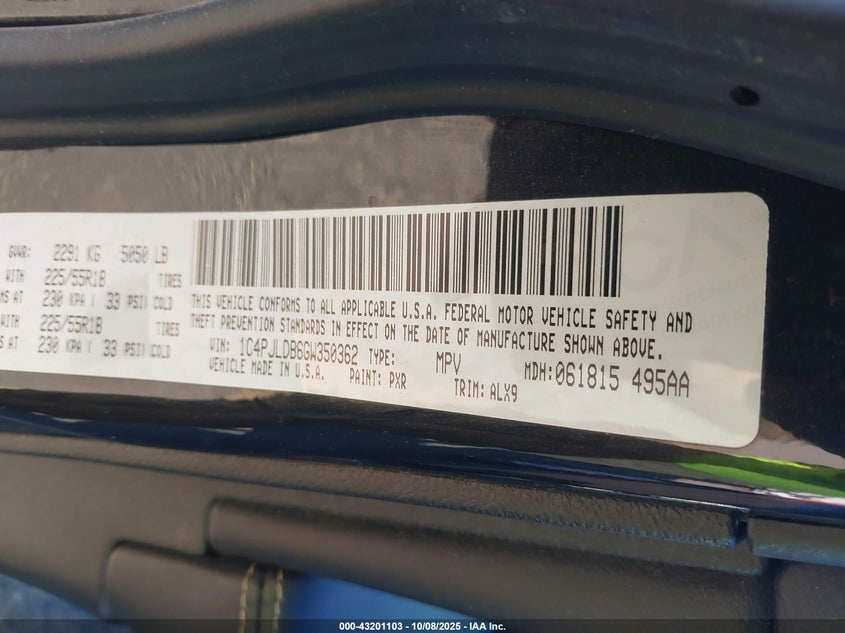 GVWR: 2291 KG 5050 LB
WITH 225/55R18 TIRES
MS AT 230 KPA ( 33 PSI) COLD
WITH 225/55R18 TIRES
AT 230 KPA ( 33 PSI) COLD
THIS VEHICLE CONFORMS TO ALL APPLICABLE U.S.A. FEDERAL MOTOR VEHICLE SAFETY AND
THEFT PREVENTION STANDARDS IN EFFECT ON THE DATE OF MANUFACTURE SHOWN ABOVE.
VIN: 1C4PJLDB6GW350362 TYPE: MPV MDH:061815 495AA
VEHICLE MADE IN U.S.A. PAINT: PXR TRIM: ALX9
000-43201103 - 10/08/2025 - IAA Inc.